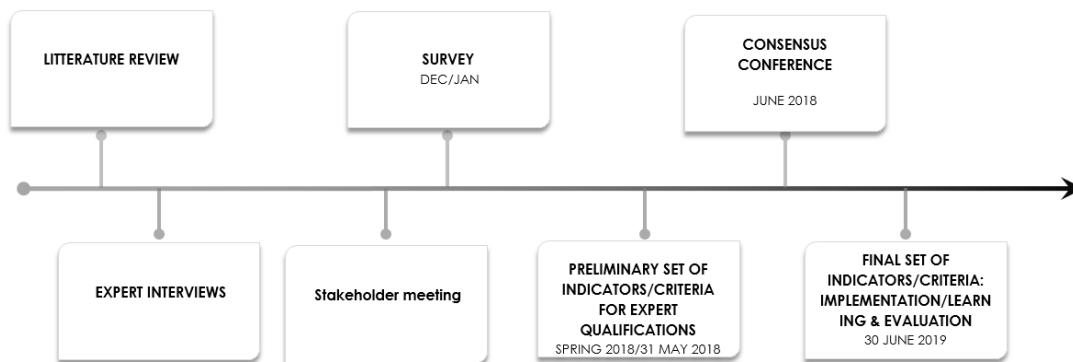 LITTERATURE REVIEW
SURVEY
DEC/JAN
CONSENSUS
CONFERENCE
JUNE 2018
EXPERT INTERVIEWS
Stakeholder meeting
PRELIMINARY SET OF
INDICATORS/CRITERIA
FOR EXPERT
QUALIFICATIONS
SPRING 2018/31 MAY 2018
FINAL SET OF
INDICATORS/CRITERIA:
IMPLEMENTATION/LEARN
ING & EVALUATION
30 JUNE 2019